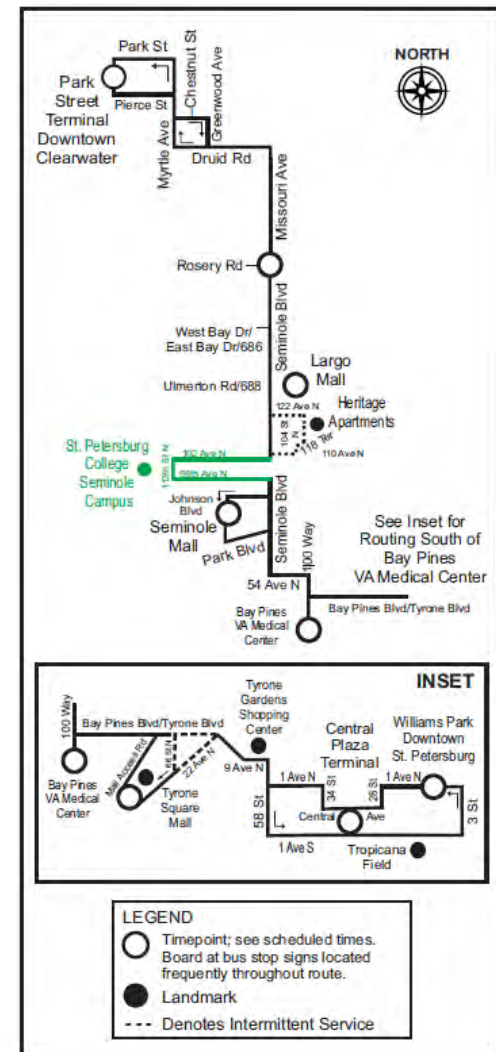 Park St
Chestnut St
Greenwood Ave
NORTH
Park
Street
Terminal
Downtown
Clearwater
Pierce St
Myrtle Ave
Druid Rd
Missouri Ave
Rosery Rd
Seminole Blvd
West Bay Dr/
East Bay Dr/686
Largo
Mall
Ulmerton Rd/688
122 Ave N
Heritage
Apartments
104 St
N
118 Ter
110 Ave N
St. Petersburg
College
Seminole
Campus
102 Ave N
113th St N
Ave N
Johnson
Blvd
Seminole
Mall
Park Blvd
Seminole Blvd
100 Way
See Inset for
Routing South of
Bay Pines
VA Medical Center
54 Ave N
Bay Pines Blvd/Tyrone Blvd
Bay Pines
VA Medical
Center
INSET
Tyrone
Gardens
Shopping
Center
Williams Park
Downtown
St. Petersburg
100 Way
Bay Pines Blvd/Tyrone Blvd
Central
Plaza
Terminal
Mall Access Rd
66 St N
22 Ave N
9 Ave N
1 Ave N
34 St
28 St
1 Ave N
Bay Pines
VA Medical
Center
Tyrone
Square
Mall
58 St
Central Ave
3 St
1 Ave S
Tropicana
Field
LEGEND
Timepoint; see scheduled times.
Board at bus stop signs located
frequently throughout route.
Landmark
Denotes Intermittent Service